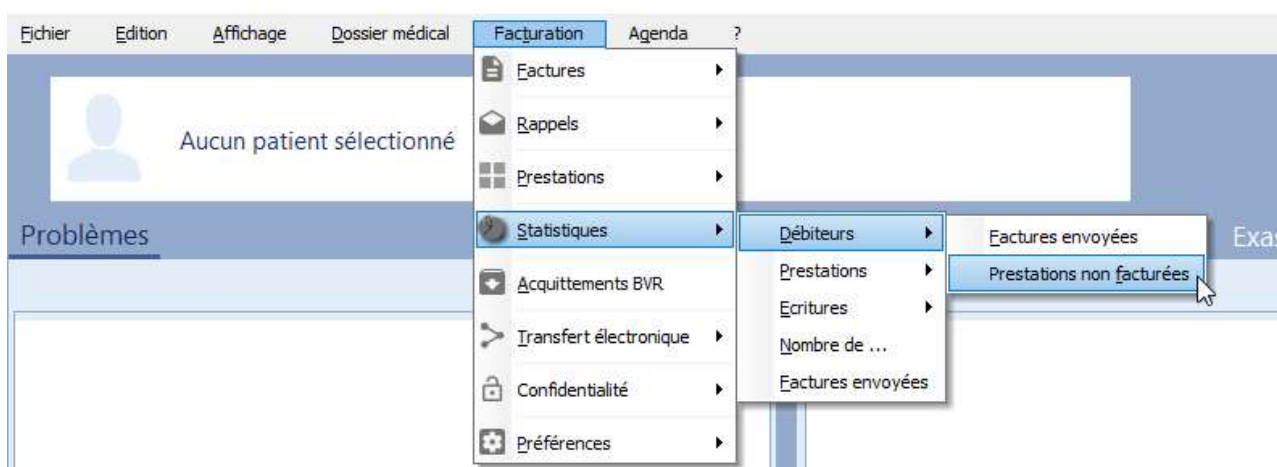 Fichier Edition Affichage Dossier médical Facturation Agenda ?
Factures
Aucun patient sélectionné
Rappels
Prestations
Problèmes
Statistiques
Débiteurs
Factures envoyées
Prestations non facturées
Prestations
Ecritures
Nombre de ...
Factures envoyées
Acquittements BVR
Transfert électronique
Confidentialité
Préférences